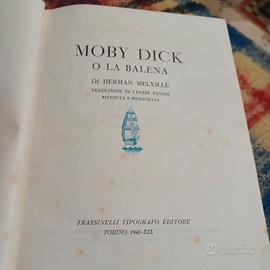 MOBY DICK
O LA BALENA
DI HERMAN MELVILLE
TRADUZIONE DI CESARE PAVESE
RIVEDUTA E MIGLIORATA
FRASSINELLI TIPOGRAFO EDITORE
TORINO 1941-XIX
subito